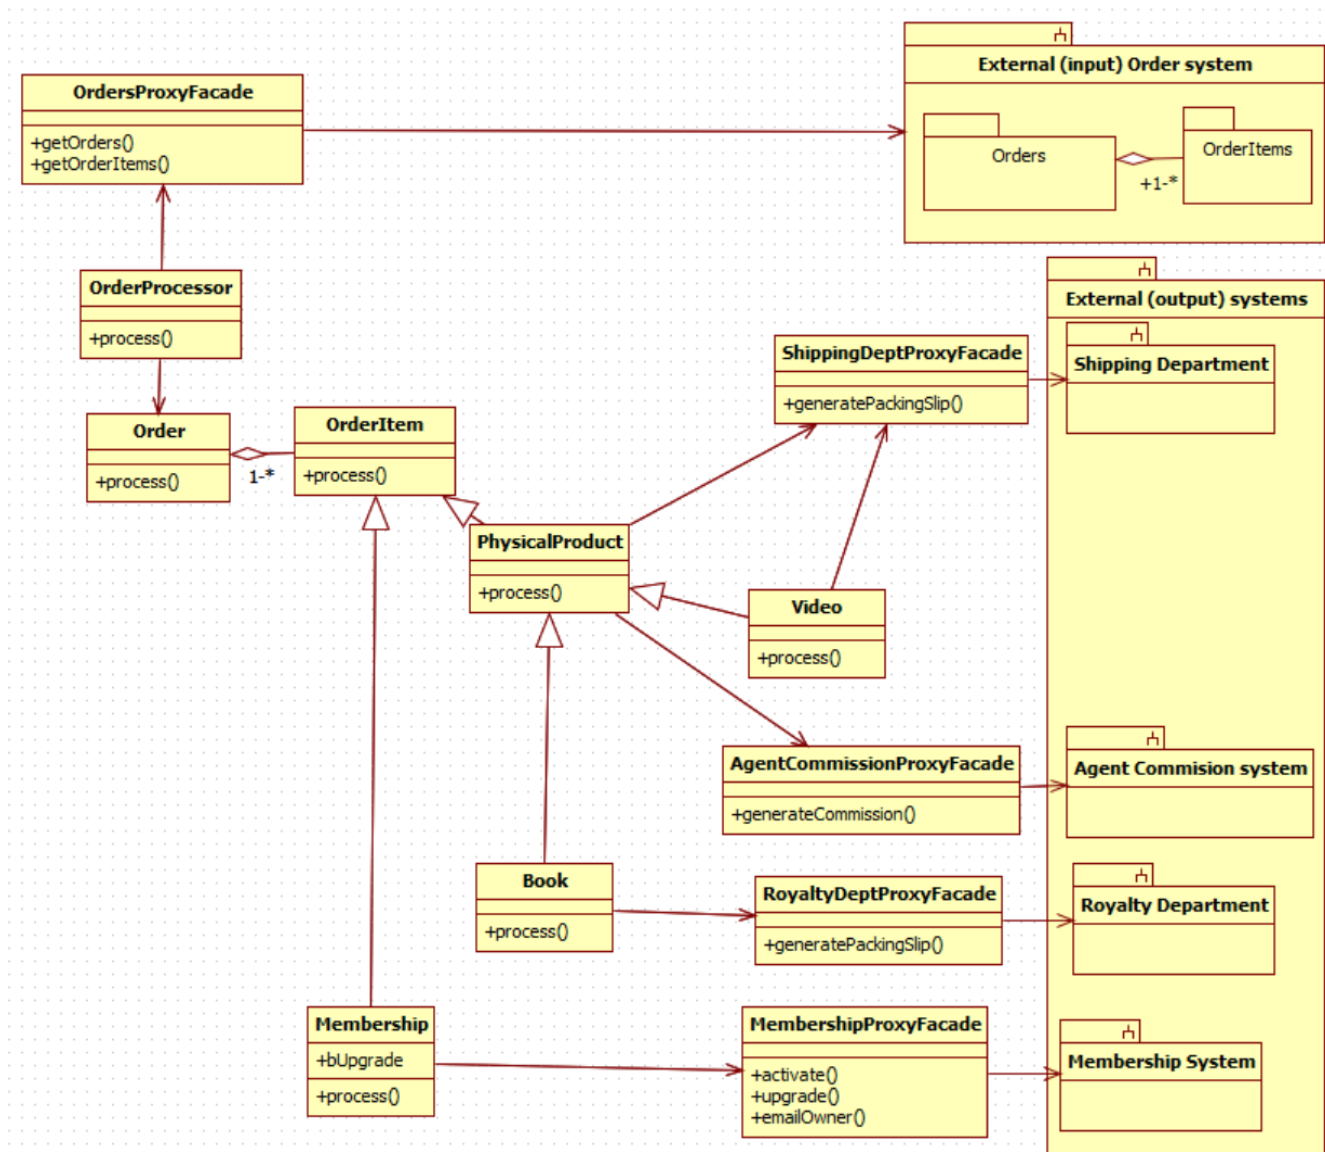 External (input) Order system
OrdersProxyFacade
+getOrders()
+getOrderItems()
Orders
OrderItems
+1-*
OrderProcessor
+process()
External (output) systems
ShippingDeptProxyFacade
+generatePackingSlip()
Shipping Department
Order
+process()
1-*
OrderItem
+process()
PhysicalProduct
+process()
Video
+process()
AgentCommissionProxyFacade
+generateCommission()
Agent Commision system
Book
+process()
RoyaltyDeptProxyFacade
+generatePackingSlip()
Royalty Department
Membership
+bUpgrade
+process()
MembershipProxyFacade
+activate()
+upgrade()
+emailOwner()
Membership System